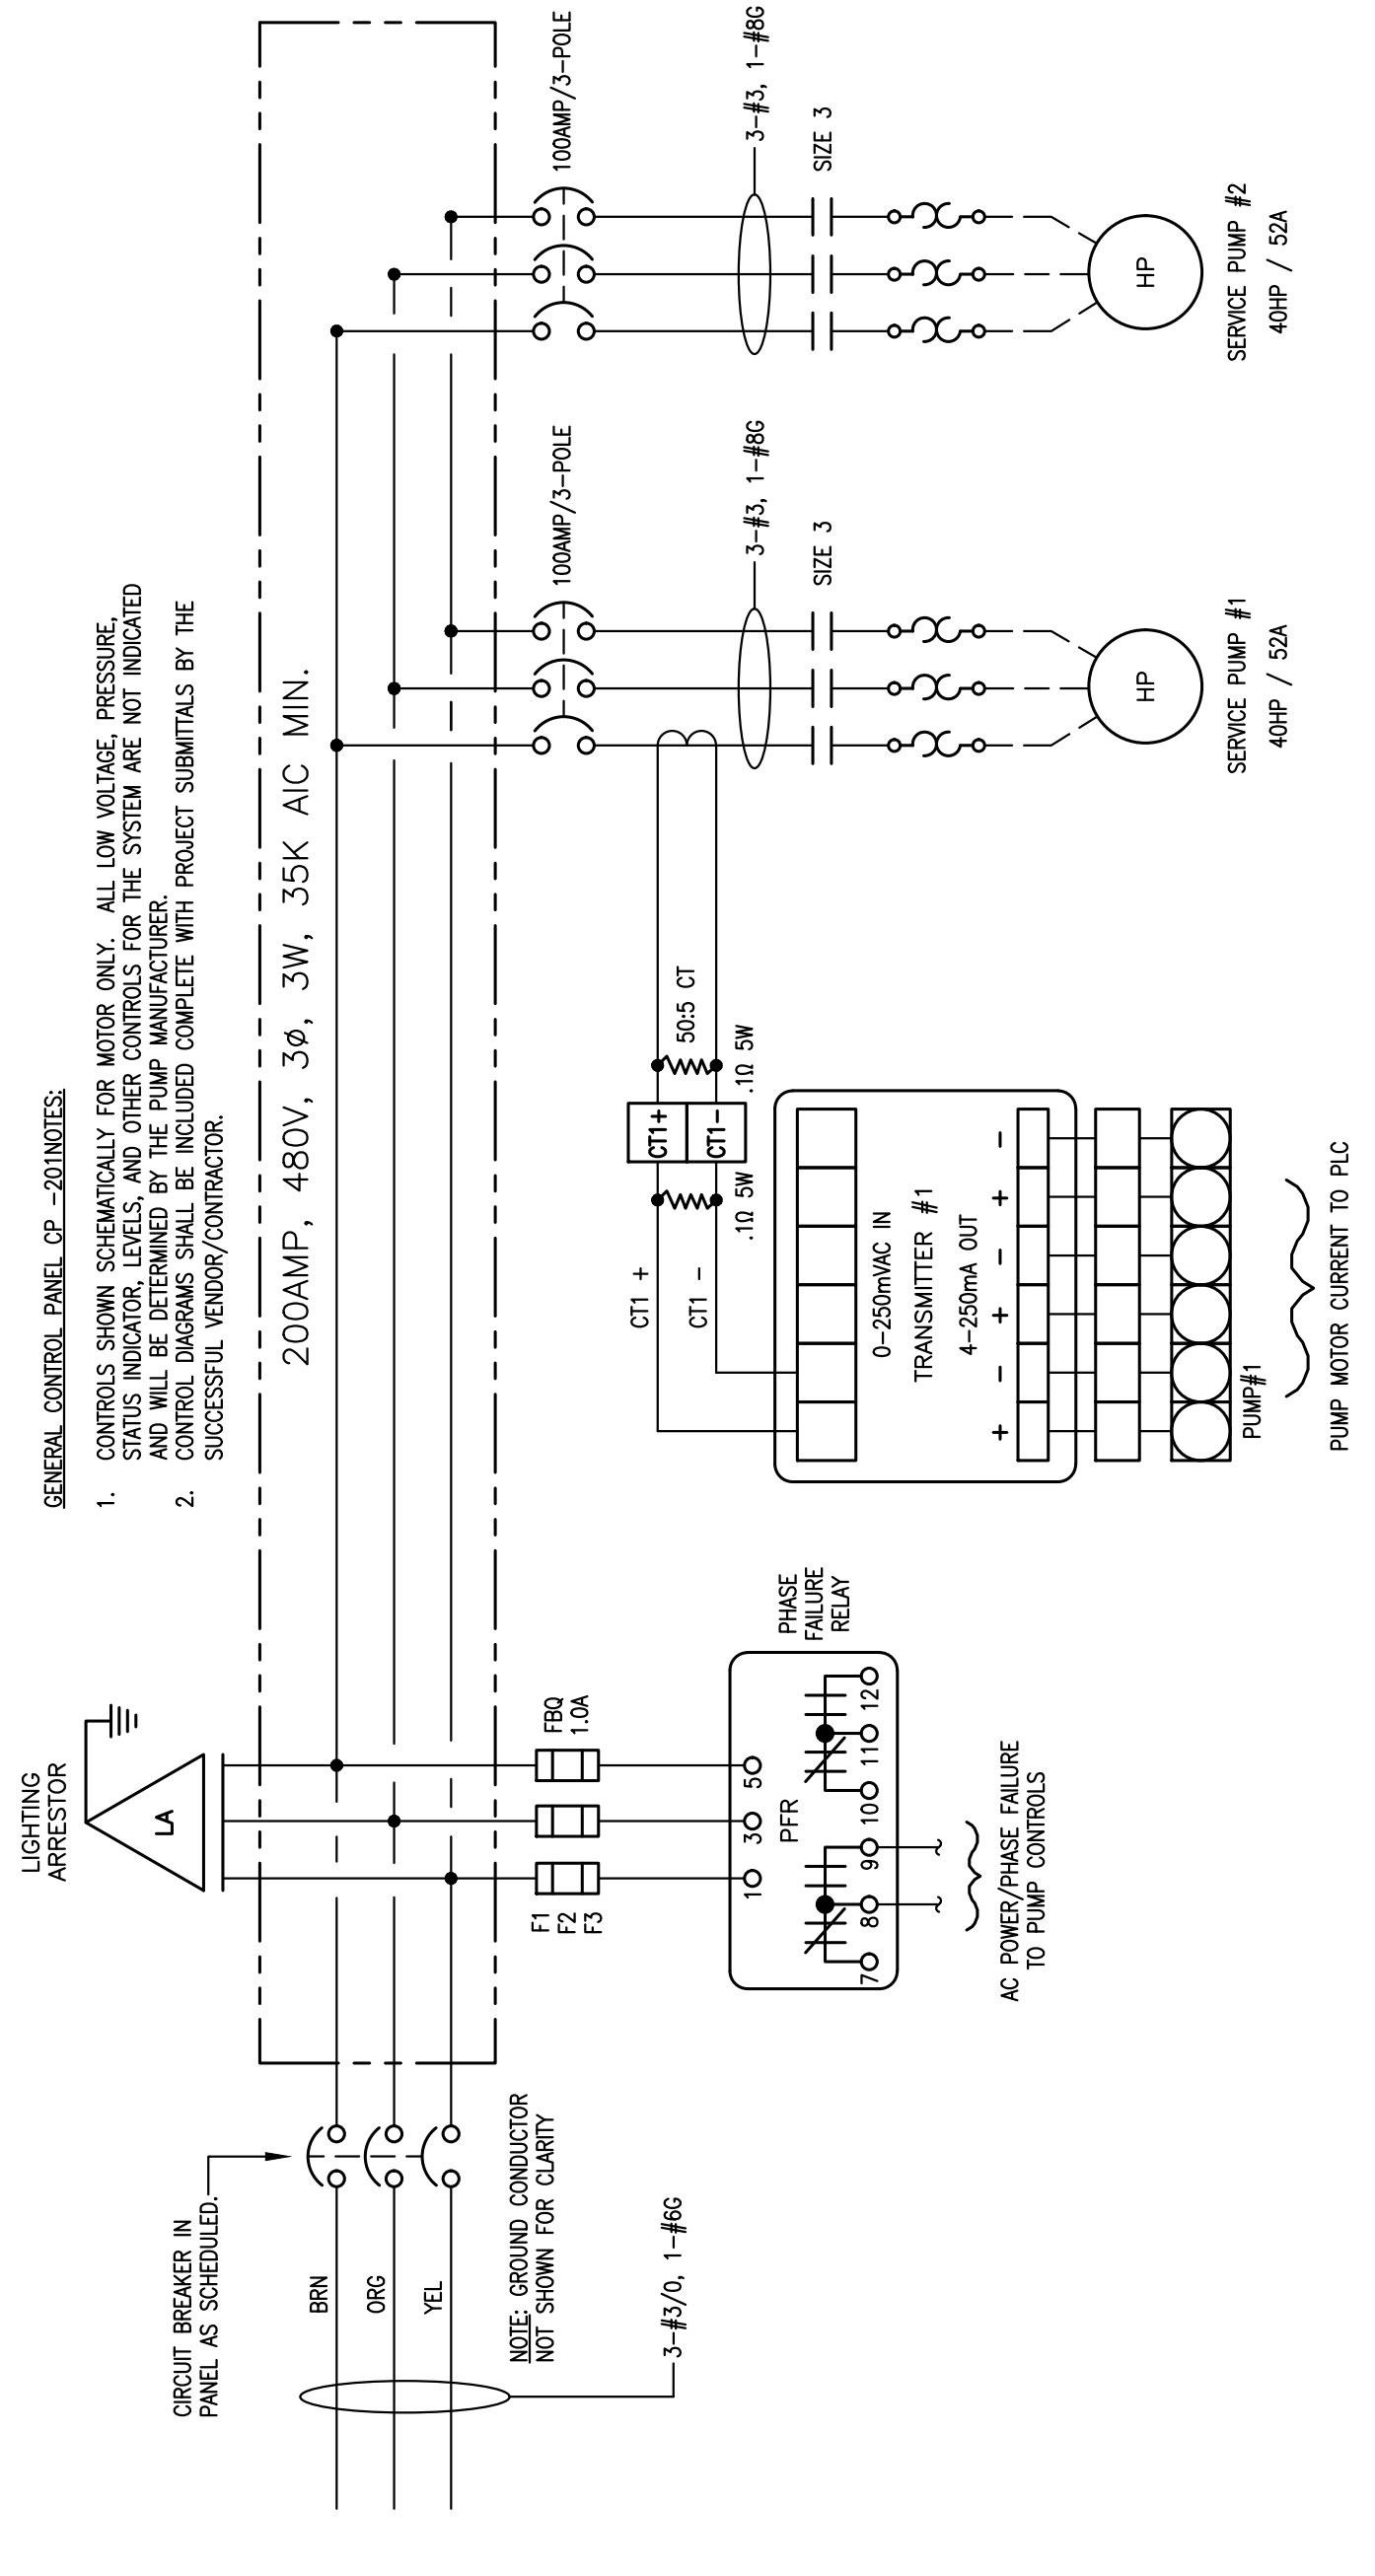 GENERAL CONTROL PANEL CP -201NOTES:
1. CONTROLS SHOWN SCHEMATICALLY FOR MOTOR ONLY. ALL LOW VOLTAGE, PRESSURE,
STATUS INDICATOR, LEVELS, AND OTHER CONTROLS FOR THE SYSTEM ARE NOT INDICATED
AND WILL BE DETERMINED BY THE PUMP MANUFACTURER.
2. CONTROL DIAGRAMS SHALL BE INCLUDED COMPLETE WITH PROJECT SUBMITTALS BY THE
SUCCESSFUL VENDOR/CONTRACTOR.
LIGHTING
ARRESTOR
LA
CIRCUIT BREAKER IN
PANEL AS SCHEDULED.
200AMP, 480V, 3Ø, 3W, 35K AIC MIN.
BRN
ORG
YEL
NOTE: GROUND CONDUCTOR
NOT SHOWN FOR CLARITY
3-#3/0, 1-#6G
F1
F2
F3
FBQ
1.0A
1
3
5
PFR
PHASE
FAILURE
RELAY
7
8
9
10
11
12
AC POWER/PHASE FAILURE
TO PUMP CONTROLS
CT1 +
CT1 -
.1Ω 5W
CT1+
CT1-
.1Ω 5W
50:5 CT
0-250mVAC IN
TRANSMITTER #1
4-250mA OUT
+ - + - + -
PUMP#1
PUMP MOTOR CURRENT TO PLC
100AMP/3-POLE
3-#3, 1-#8G
SIZE 3
HP
SERVICE PUMP #1
40HP / 52A
100AMP/3-POLE
3-#3, 1-#8G
SIZE 3
HP
SERVICE PUMP #2
40HP / 52A